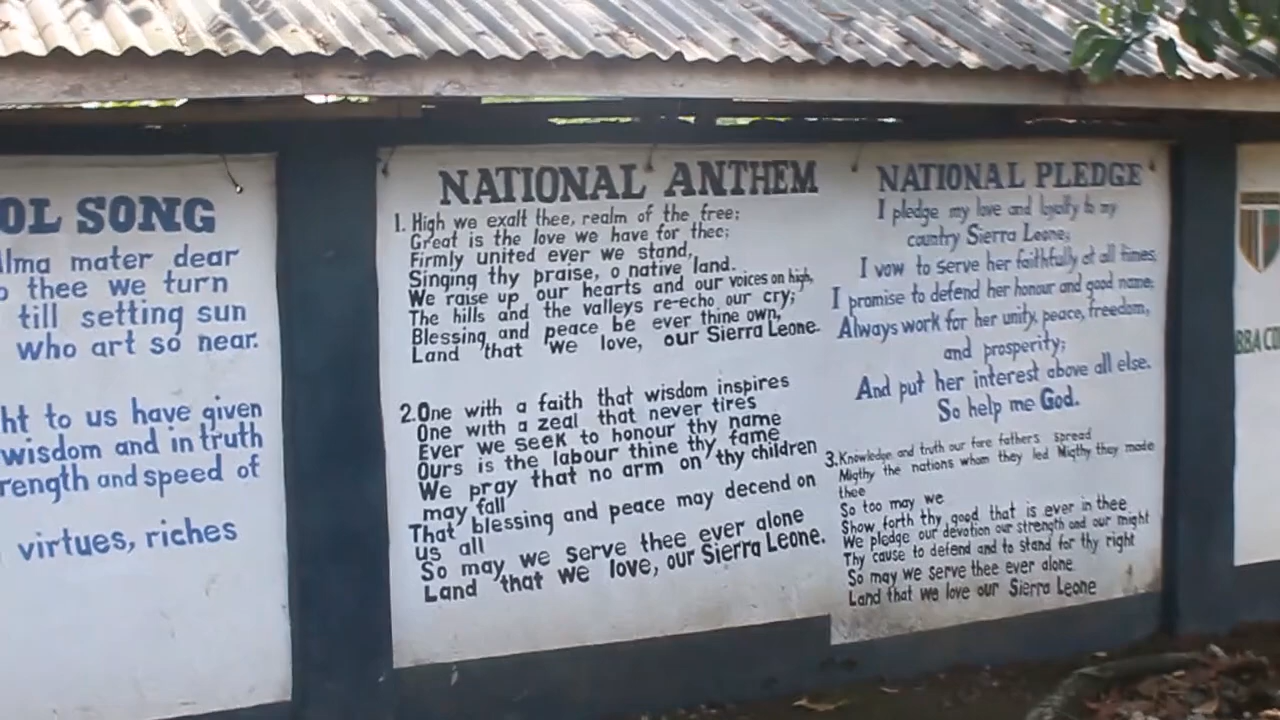 OL SONG
lma mater dear
o thee we turn
till setting sun
who art so near.
ht to us have given
wisdom and in truth
rength and speed of
virtues, riches
NATIONAL ANTHEM
1. High we exalt thee, realm of the free;
Great is the love we have for thee;
Firmly united ever we stand,
Singing thy praise, o native land.
We raise up our hearts and our voices on high,
The hills and the valleys re-echo our cry;
Blessing and peace be ever thine own,
Land that we love, our Sierra Leone.
2. One with a faith that wisdom inspires
One with a zeal that never tires
Ever we seek to honour thy name
Ours is the labour thine thy fame
We pray that no arm on thy children
may fall
That blessing and peace may decend on
us all
So may we serve thee ever alone
Land that we love, our Sierra Leone.
NATIONAL PLEDGE
I pledge my love and loyalty to my
country Sierra Leone;
I vow to serve her faithfully at all times,
I promise to defend her honour and good name;
Always work for her unity, peace, freedom,
and prosperity;
And put her interest above all else.
So help me God.
3. Knowledge and truth our fore fathers spread
Migthy the nations whom they led Migthy they made
thee
So too may we
Show forth thy good that is ever in thee
We pledge our devotion our strength and our might
Thy cause to defend and to stand for thy right
So may we serve thee ever alone
Land that we love our Sierra Leone
BBA CO